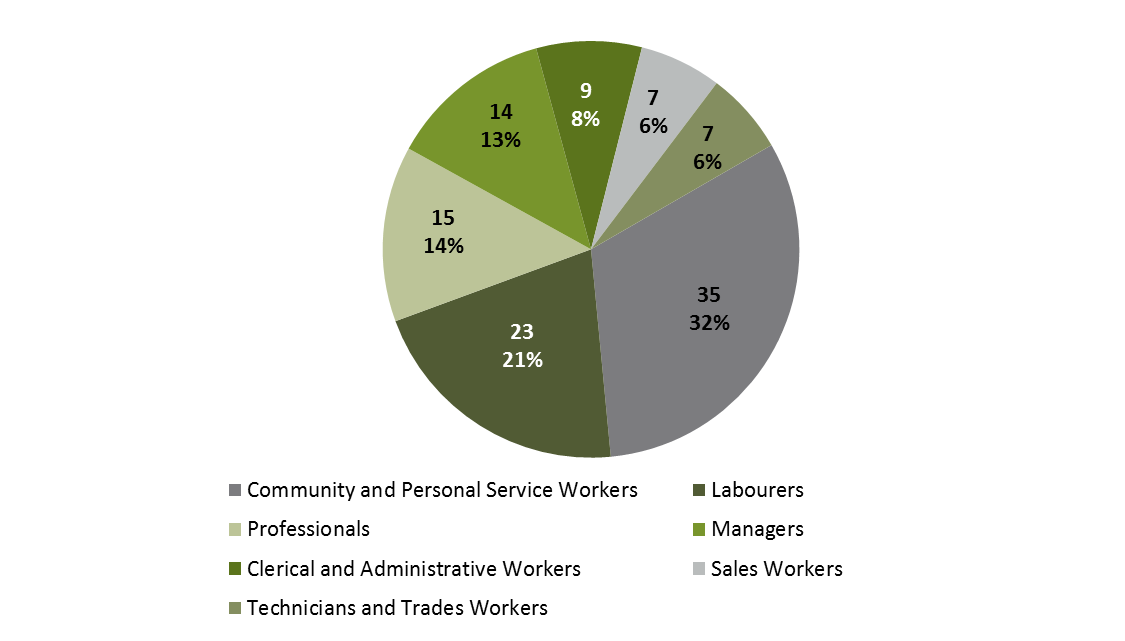 9
8%
7
6%
7
6%
14
13%
15
14%
35
32%
23
21%
Community and Personal Service Workers
Labourers
Professionals
Managers
Clerical and Administrative Workers
Sales Workers
Technicians and Trades Workers